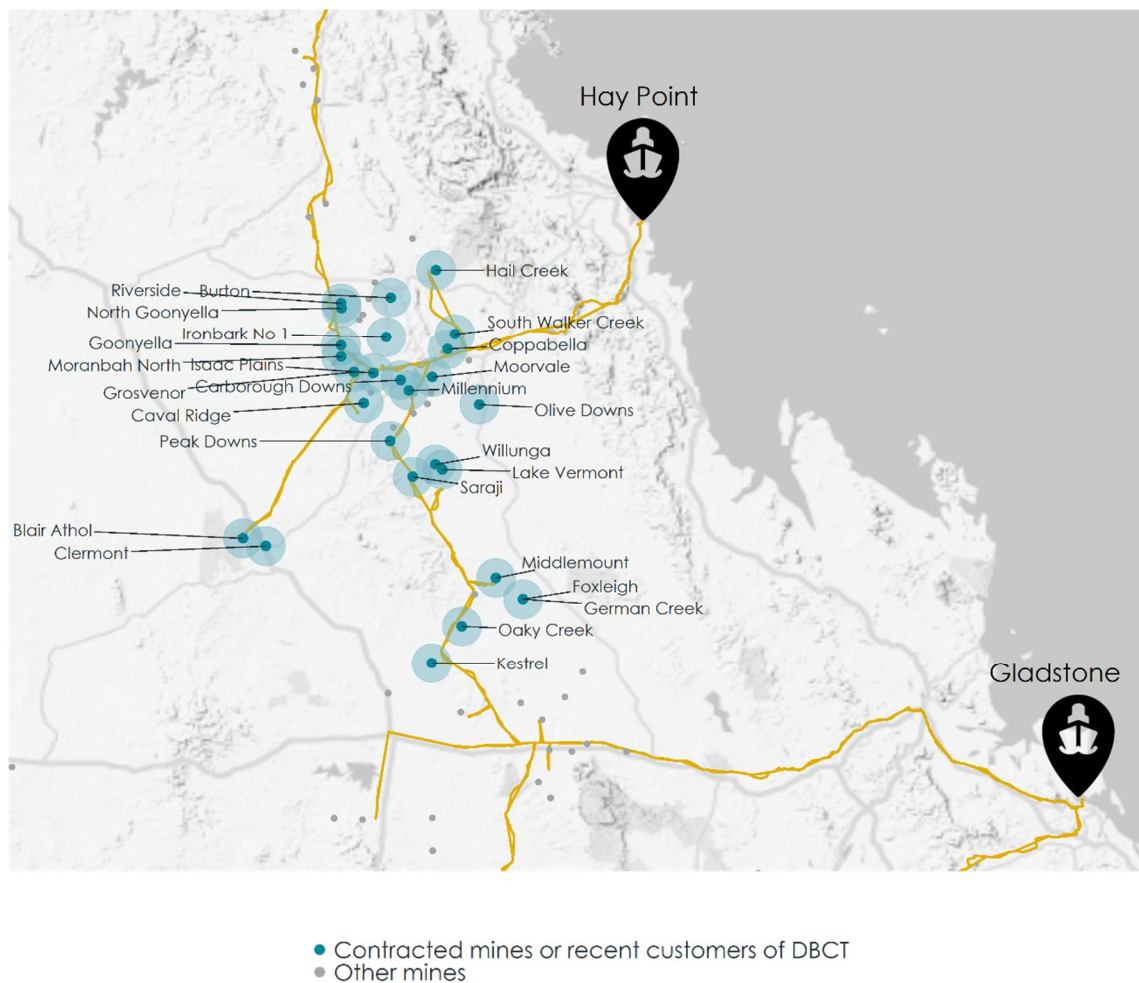 Hay Point
Hail Creek
Riverside
Burton
North Goonyella
South Walker Creek
Ironbark No 1
Goonyella
Coppabella
Moranbah North
Isaac Plains
Moorvale
Grosvenor
Carborough Downs
Millennium
Caval Ridge
Olive Downs
Peak Downs
Willunga
Lake Vermont
Saraji
Blair Athol
Clermont
Middlemount
Foxleigh
German Creek
Oaky Creek
Kestrel
Gladstone
Contracted mines or recent customers of DBCT
Other mines